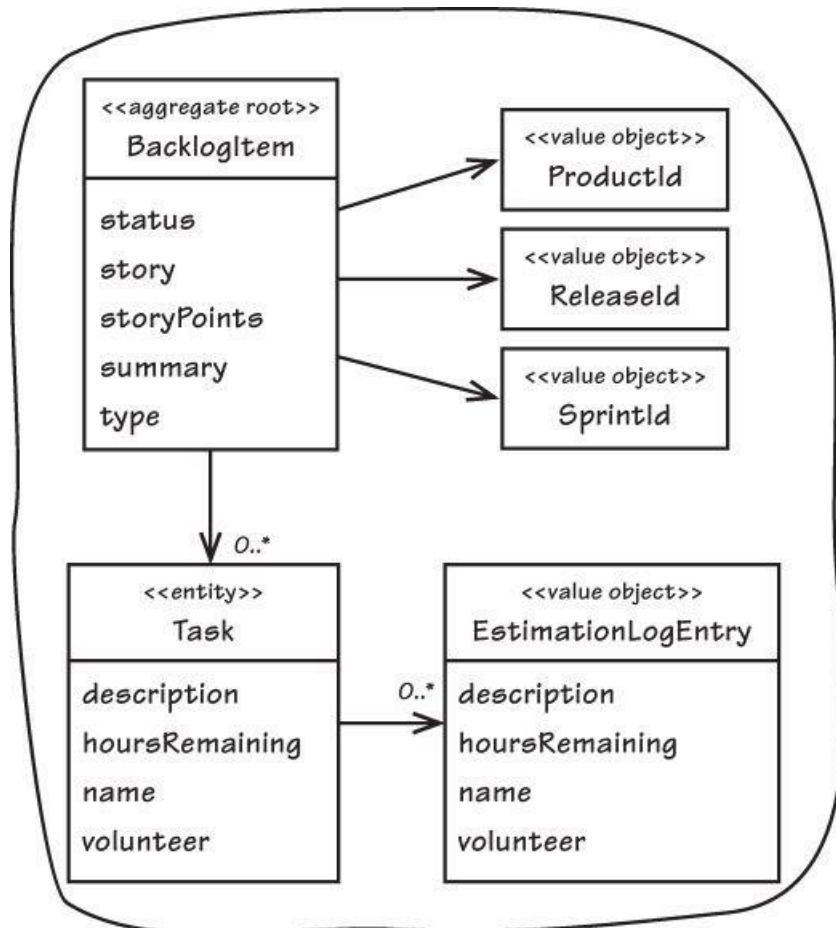 <<aggregate root>>
BacklogItem
status
story
storyPoints
summary
type
<<value object>>
ProductId
<<value object>>
ReleaseId
<<value object>>
SprintId
0..*
<<entity>>
Task
description
hoursRemaining
name
volunteer
0..*
<<value object>>
EstimationLogEntry
description
hoursRemaining
name
volunteer